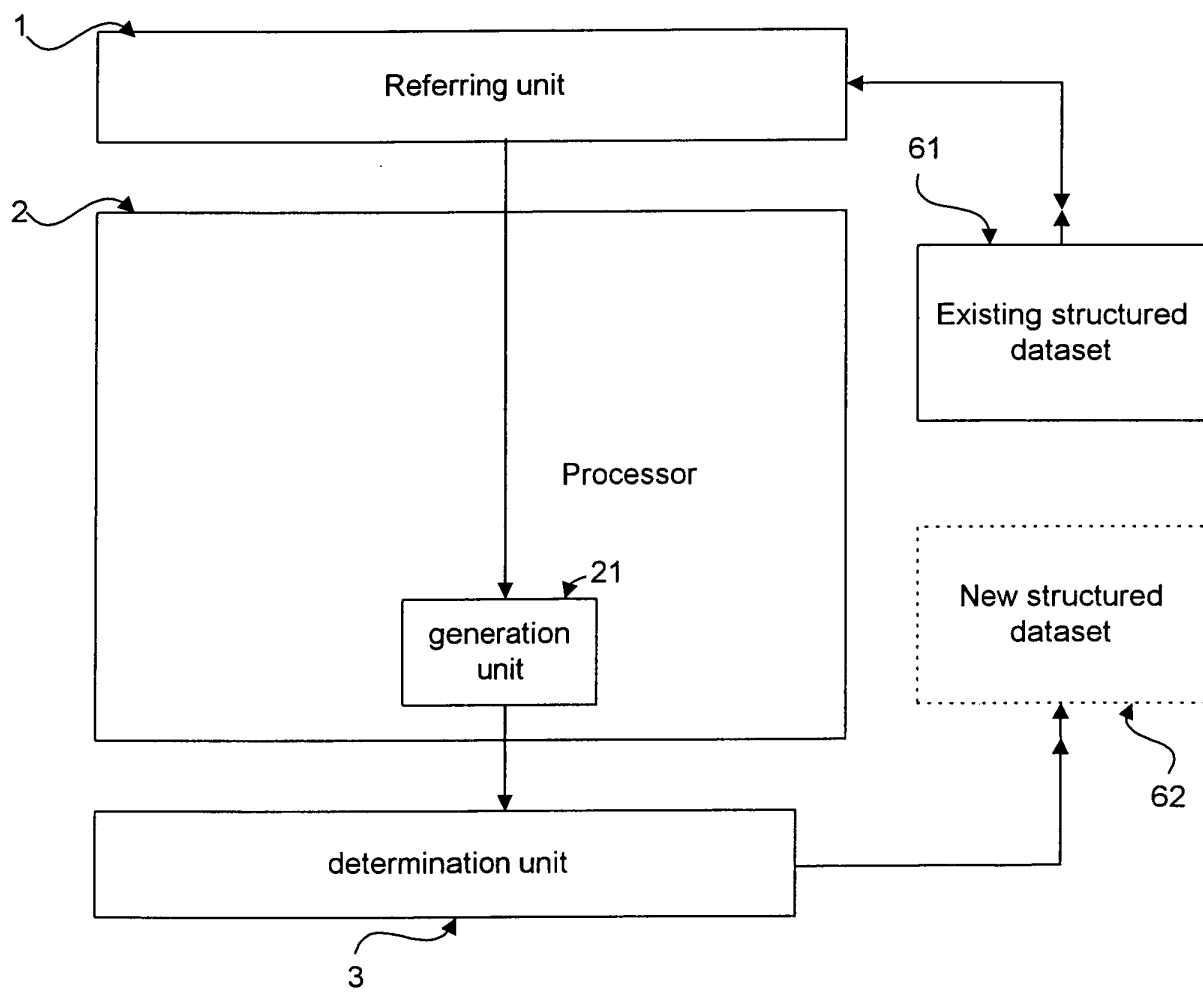 1
Referring unit
61
2
Existing structured
dataset
Processor
21
generation
unit
New structured
dataset
62
determination unit
3